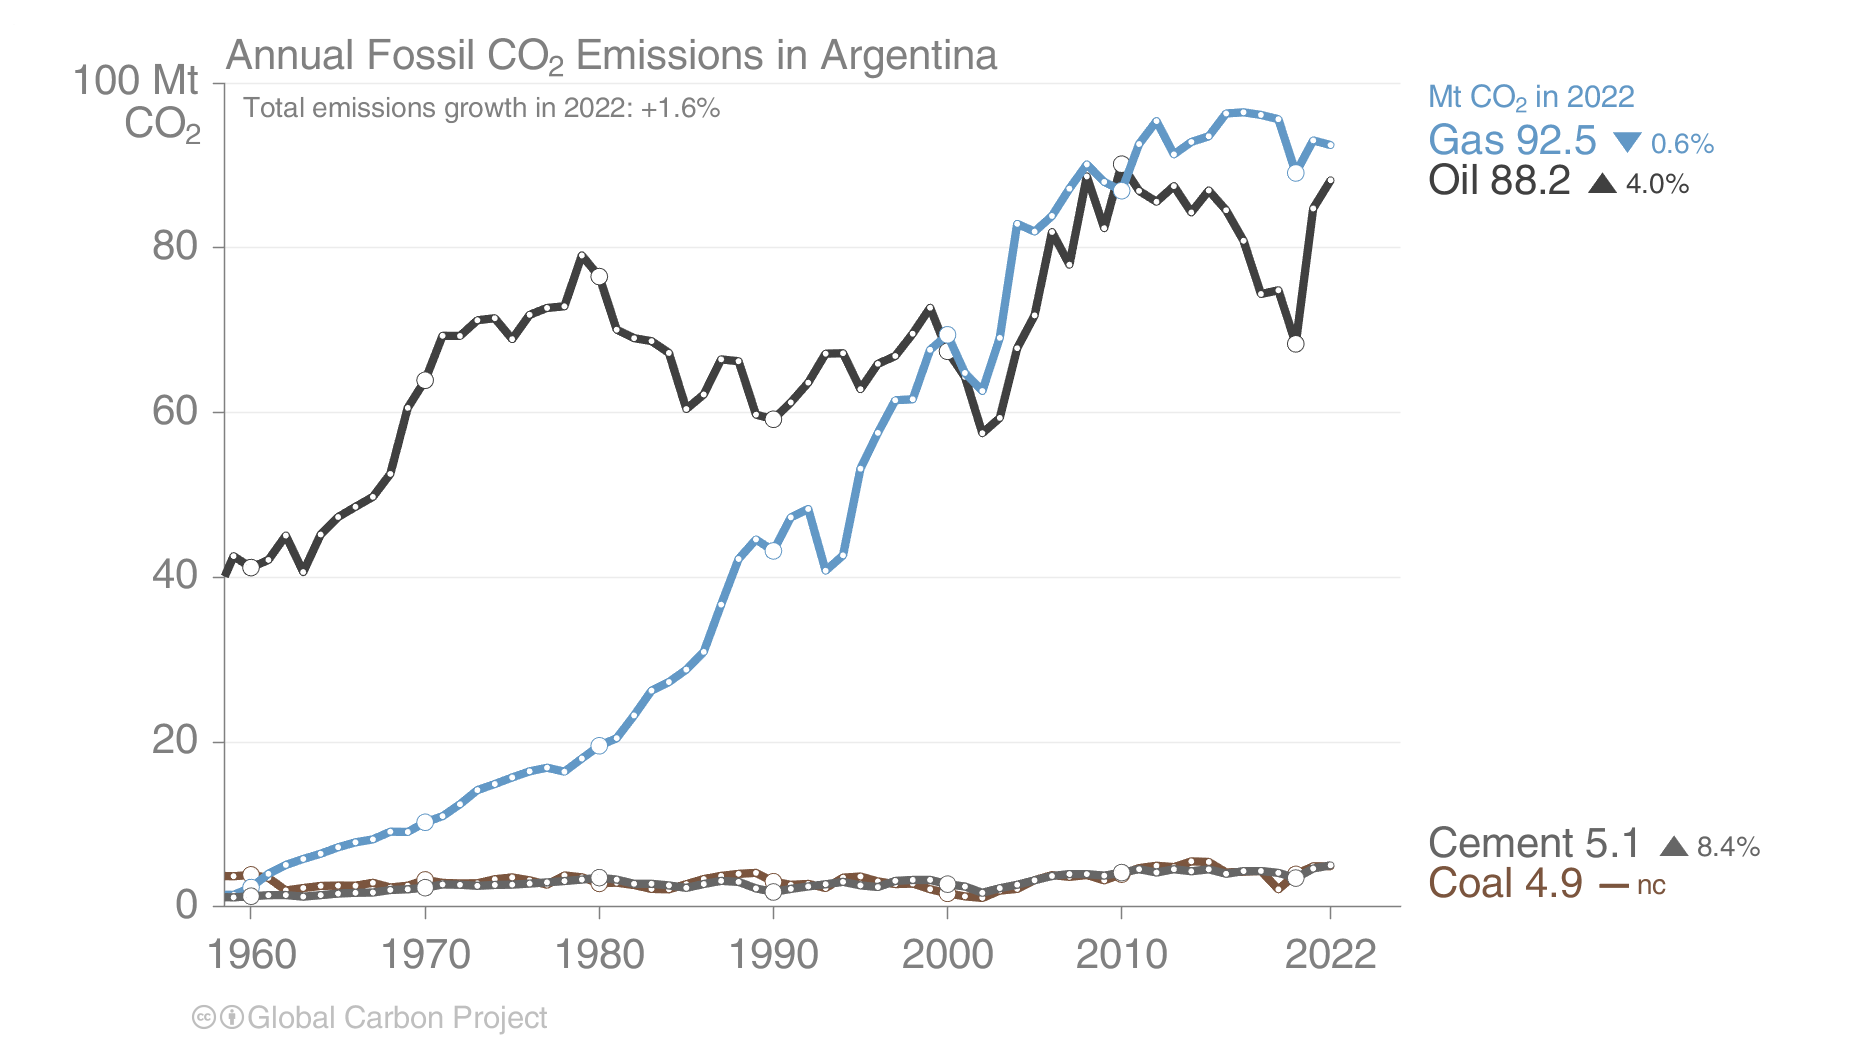 Annual Fossil CO₂ Emissions in Argentina
100 Mt
CO₂
Total emissions growth in 2022: +1.6%
Mt CO₂ in 2022
Gas 92.5 ▼ 0.6%
Oil 88.2 ▲ 4.0%
80
60
40
20
Cement 5.1 ▲ 8.4%
Coal 4.9 — nc
0
1960 1970 1980 1990 2000 2010 2022
cc Global Carbon Project